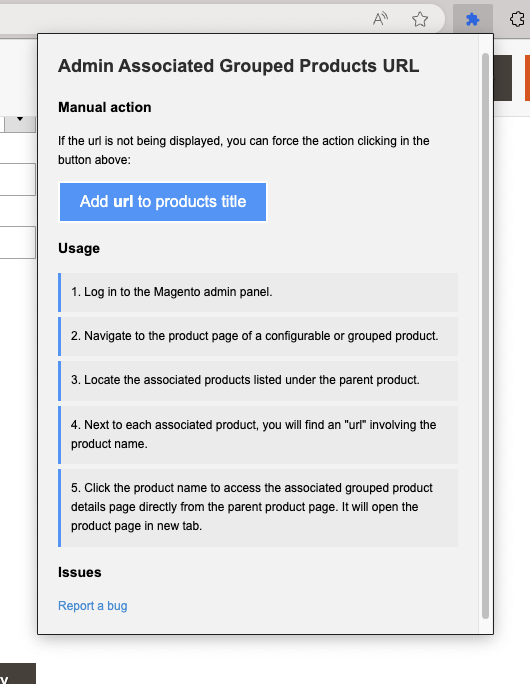 A
Admin Associated Grouped Products URL
Manual action
If the url is not being displayed, you can force the action clicking in the
button above:
Add url to products title
Usage
1. Log in to the Magento admin panel.
2. Navigate to the product page of a configurable or grouped product.
3. Locate the associated products listed under the parent product.
4. Next to each associated product, you will find an "url" involving the
product name.
5. Click the product name to access the associated grouped product
details page directly from the parent product page. It will open the
product page in new tab.
Issues
Report a bug